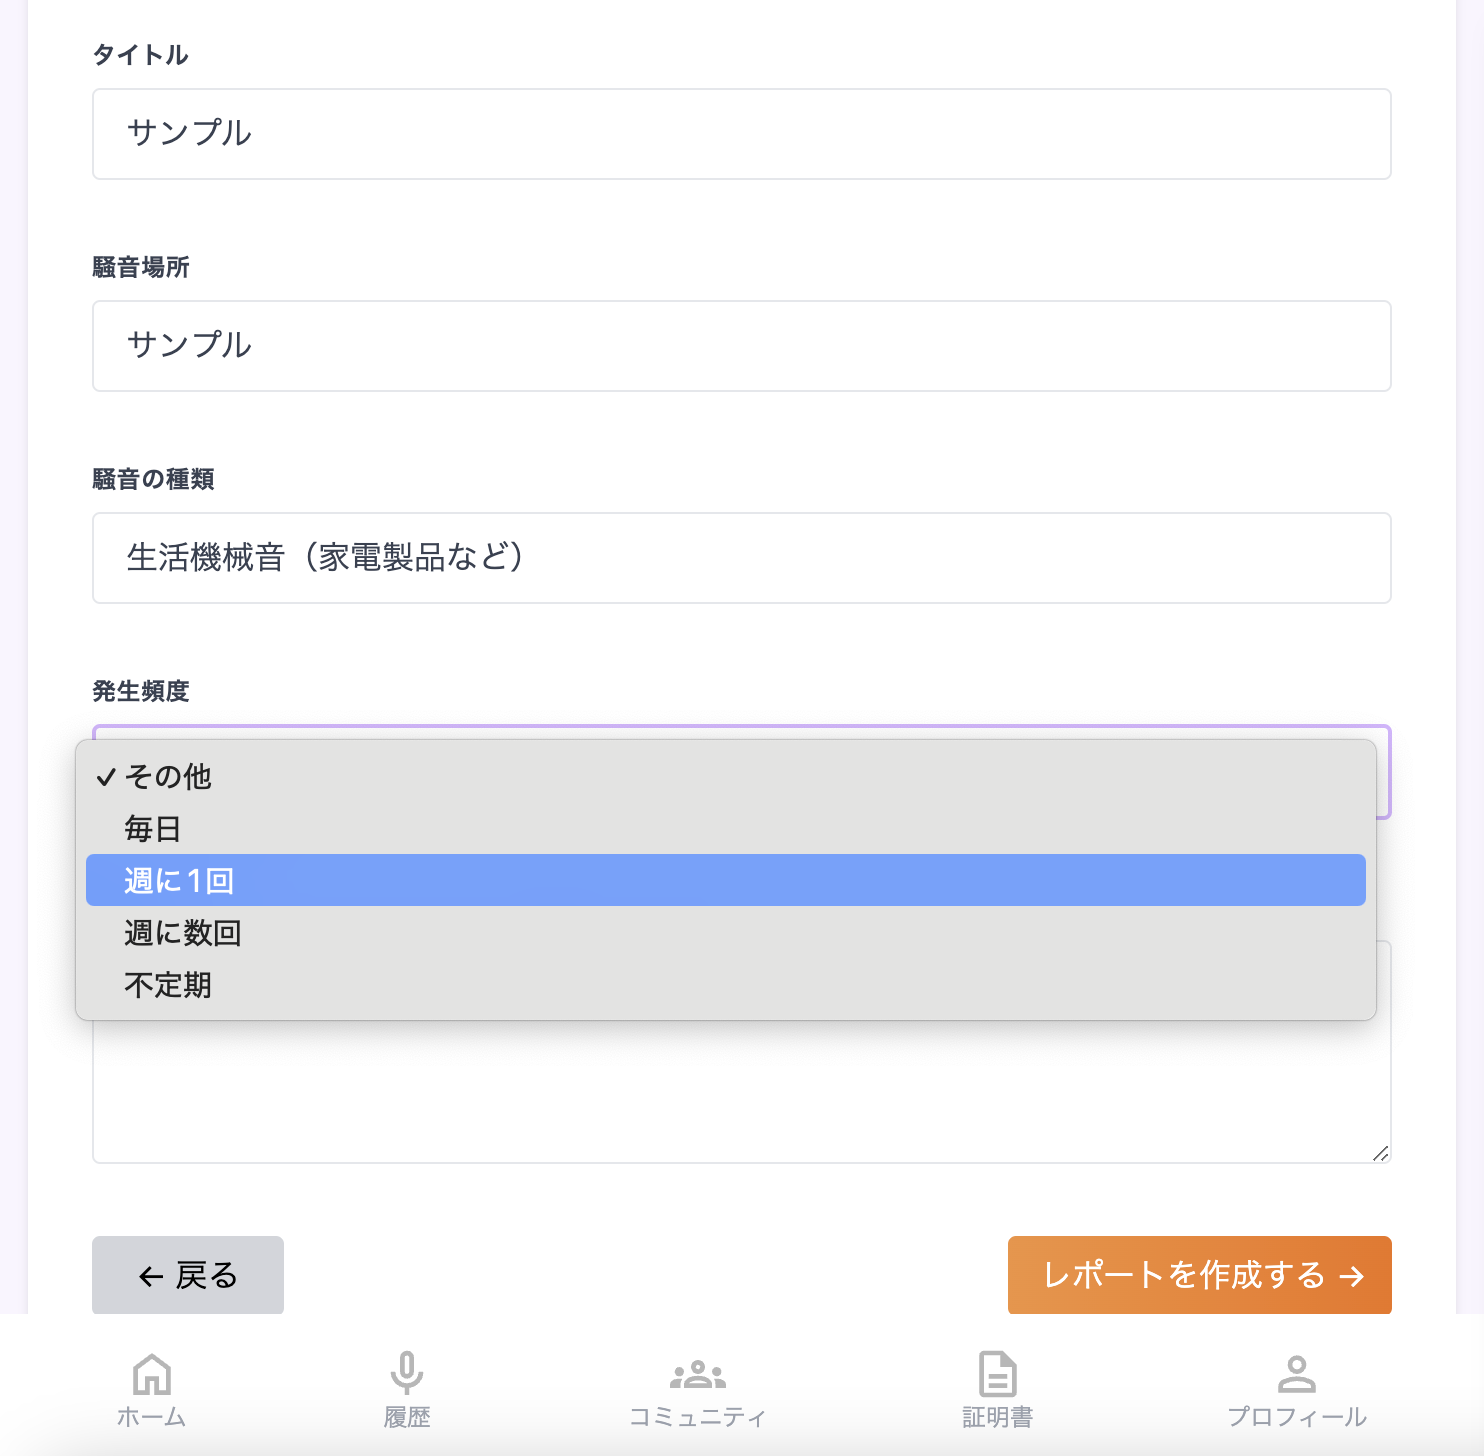 タイトル
サンプル
騒音場所
サンプル
騒音の種類
生活機械音（家電製品など）
発生頻度
✓ その他
毎日
週に1回
週に数回
不定期
← 戻る
レポートを作成する →
ホーム
履歴
コミュニティ
証明書
プロフィール